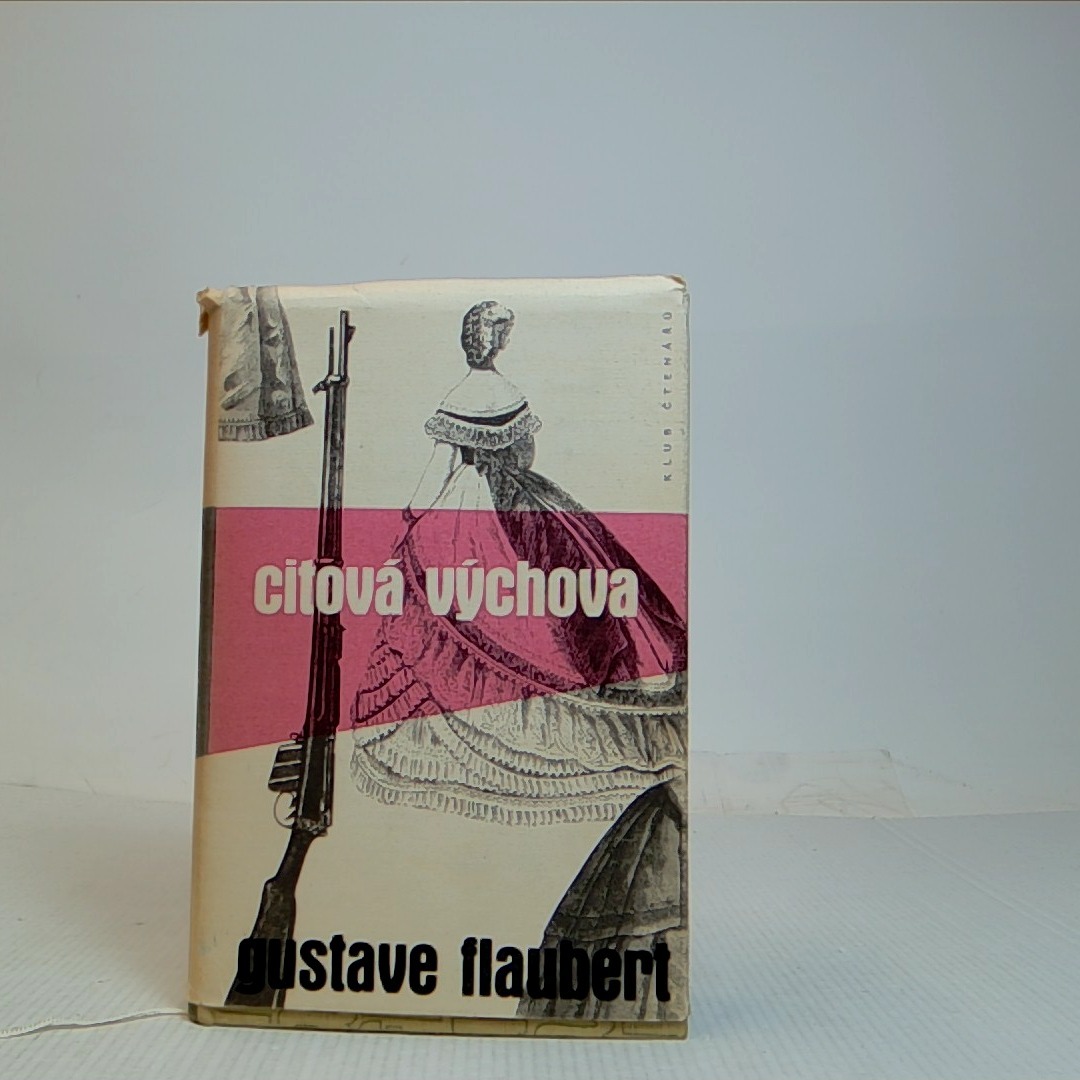 KLUB ČTENÁŘŮ
citová výchova
gustave flaubert